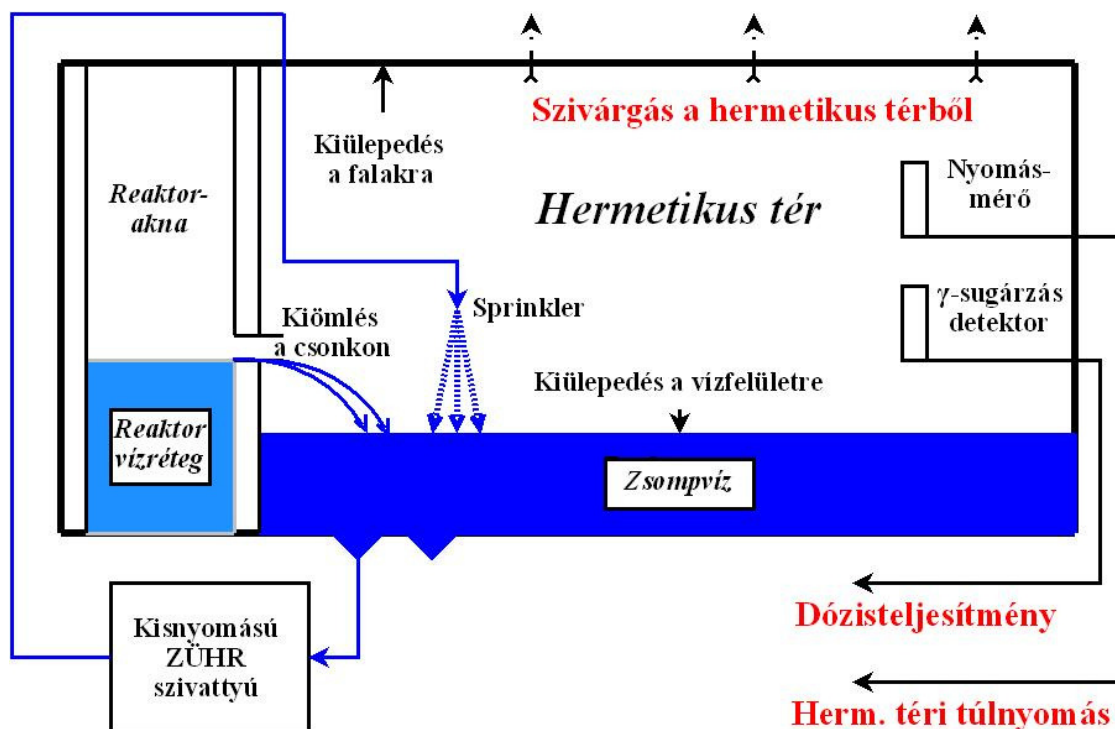 Szivárgás a hermetikus térből
Kiülepedés
a falakra
Nyomás-
mérő
Reaktor-
akna
Hermetikus tér
γ-sugárzás
detektor
Kiömlés
a csonkon
Sprinkler
Kiülepedés a vízfelületre
Reaktor
vízréteg
Zsompvíz
Kisnyomású
ZÜHR
szivattyú
Dózisteljesítmény
Herm. téri túlnyomás